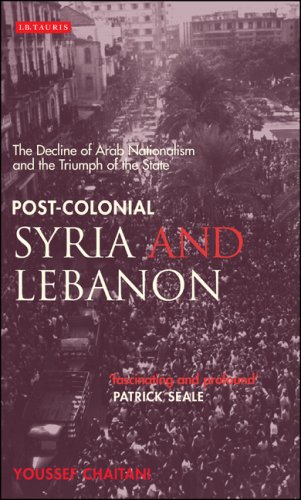 I.B.TAURIS
The Decline of Arab Nationalism
and the Triumph of the State
POST-COLONIAL
SYRIA AND
LEBANON
'fascinating and profound'
PATRICK SEALE
YOUSSEF CHAITANI